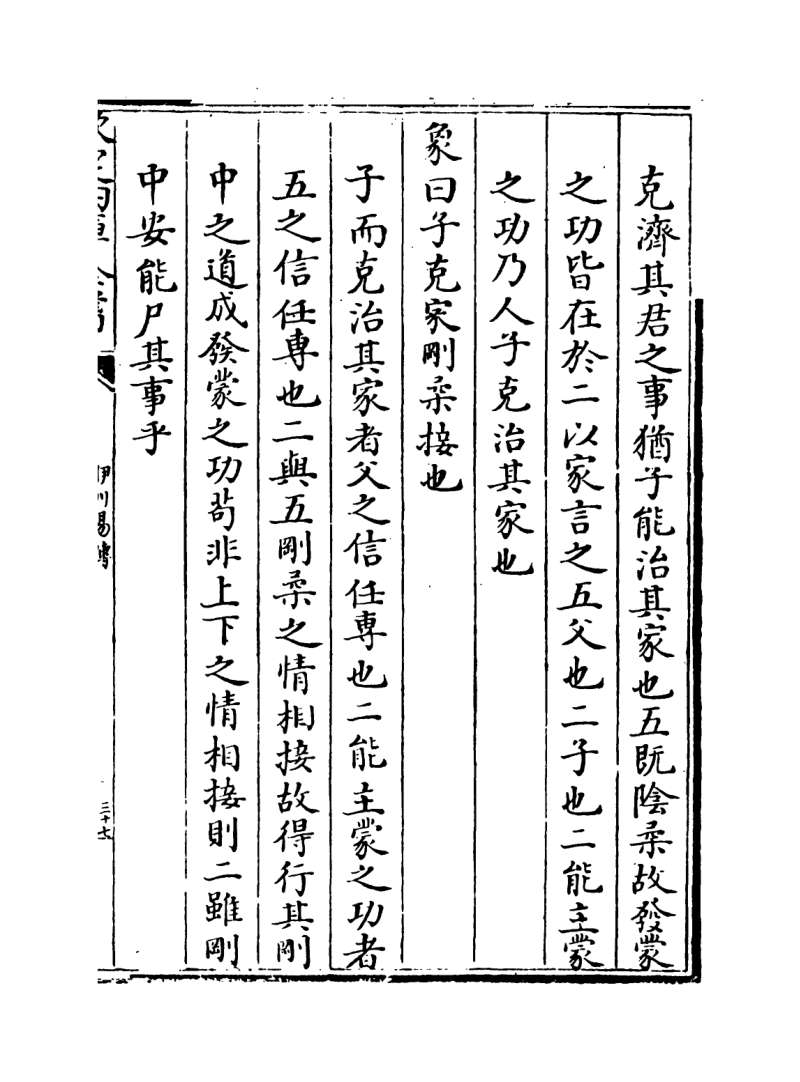 克濟其君之事猶子能治其家也五既陰柔故發蒙
之功皆在於二以家言之五父也二子也二能主蒙
之功乃人子克治其家也
象曰子克家剛柔接也
子而克治其家者父之信任専也二能主蒙之功者
五之信任専也二與五剛柔之情相接故得行其剛
中之道成發蒙之功苟非上下之情相接則二雖剛
中安能尸其事乎
伊川易傳
三十七